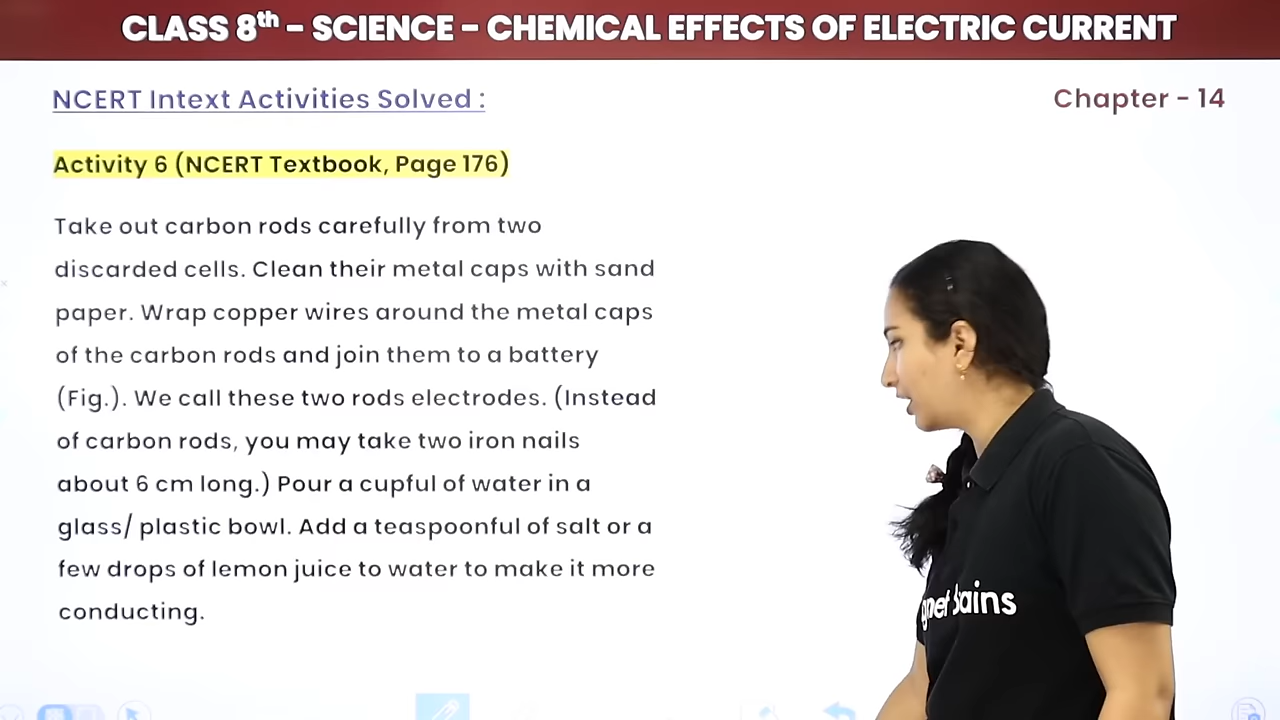 CLASS 8th - SCIENCE - CHEMICAL EFFECTS OF ELECTRIC CURRENT
NCERT Intext Activities Solved :
Chapter - 14
Activity 6 (NCERT Textbook, Page 176)
Take out carbon rods carefully from two
discarded cells. Clean their metal caps with sand
paper. Wrap copper wires around the metal caps
of the carbon rods and join them to a battery
(Fig.). We call these two rods electrodes. (Instead
of carbon rods, you may take two iron nails
about 6 cm long.) Pour a cupful of water in a
glass/ plastic bowl. Add a teaspoonful of salt or a
few drops of lemon juice to water to make it more
conducting.